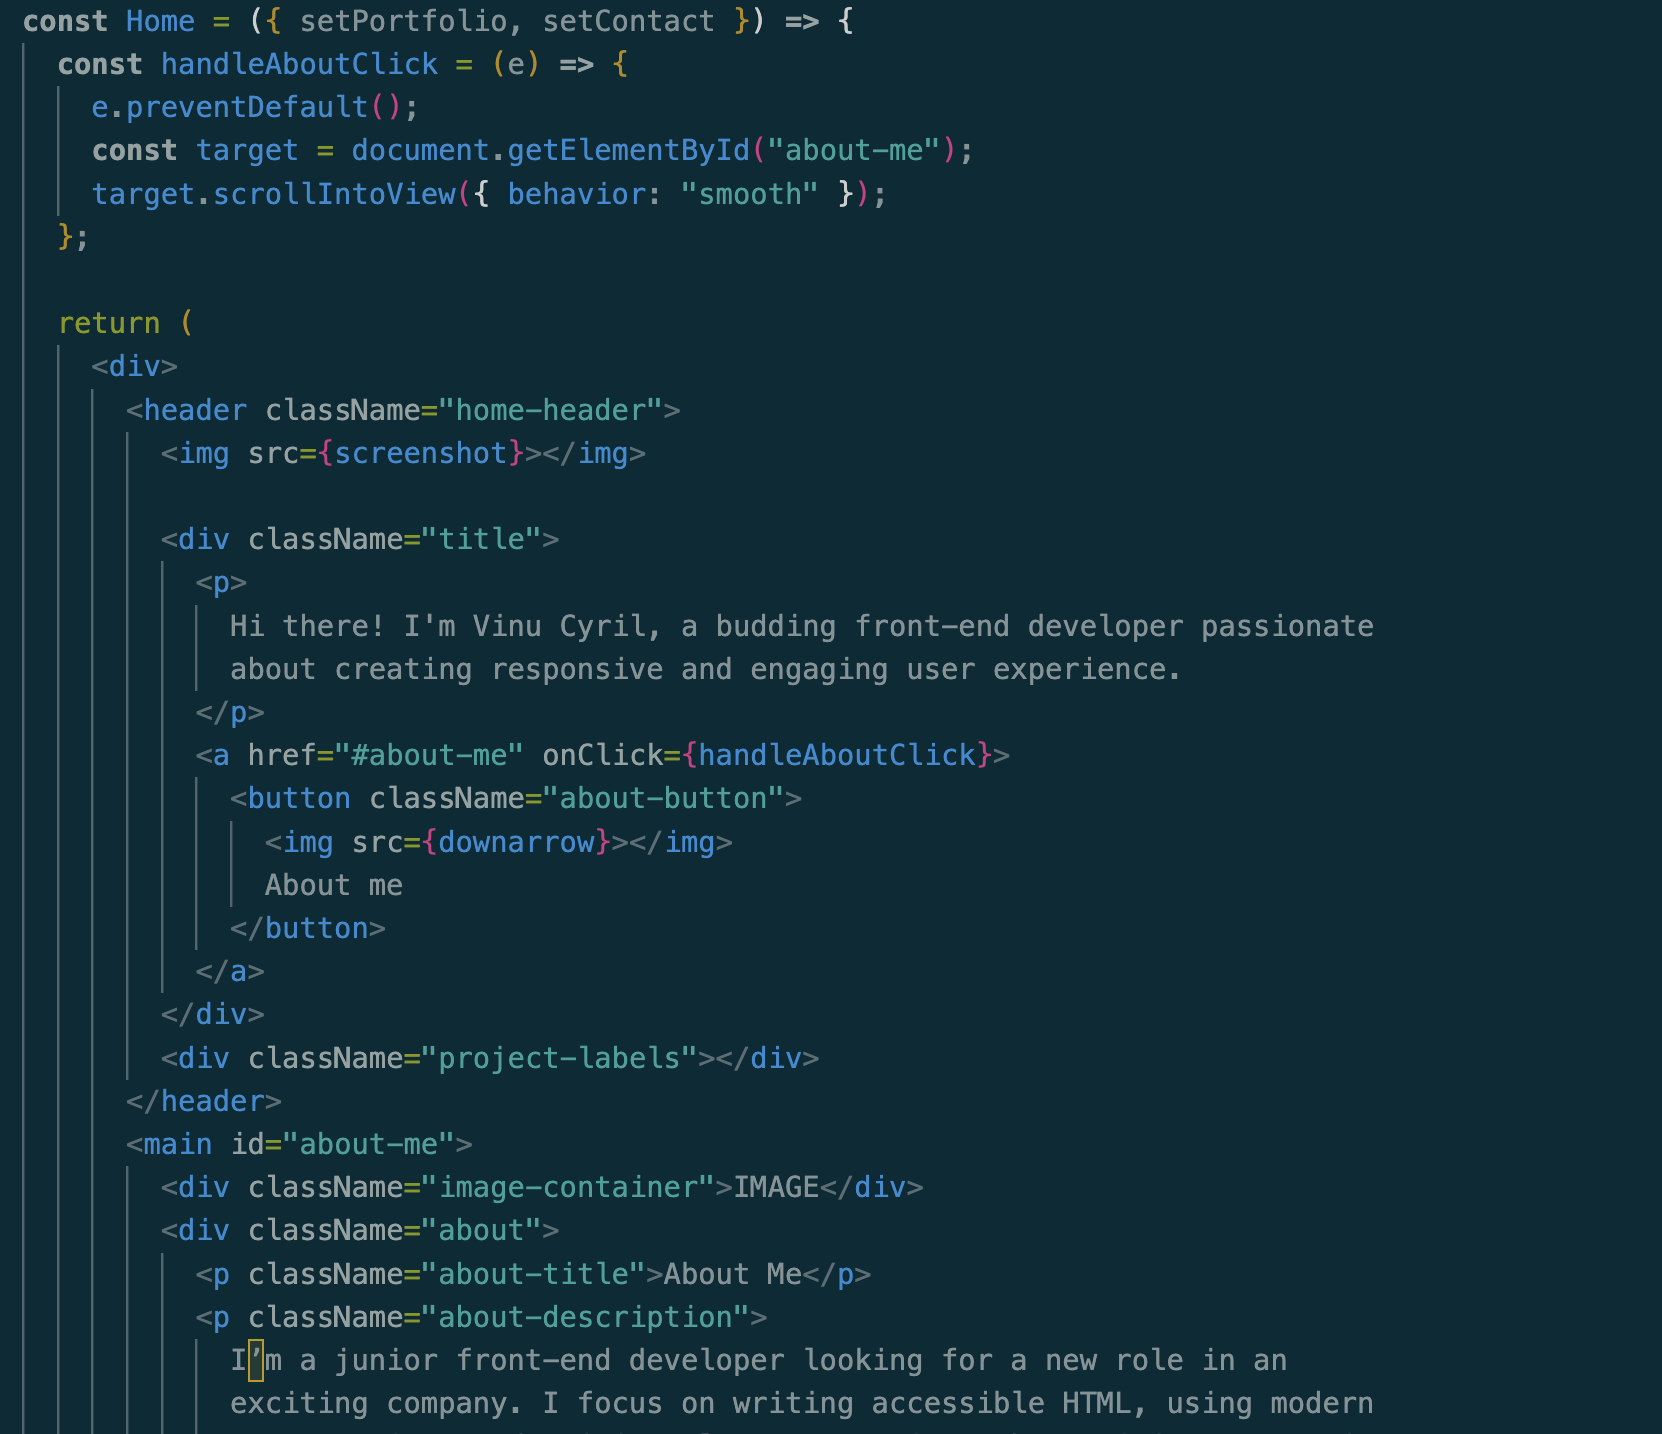 const Home = ({ setPortfolio, setContact }) => {
const handleAboutClick = (e) => {
e.preventDefault();
const target = document.getElementById("about-me");
target.scrollIntoView({ behavior: "smooth" });
};
return (
<div>
<header className="home-header">
<img src={screenshot}></img>
<div className="title">
<p>
Hi there! I'm Vinu Cyril, a budding front-end developer passionate
about creating responsive and engaging user experience.
</p>
<a href="#about-me" onClick={handleAboutClick}>
<button className="about-button">
<img src={downarrow}></img>
About me
</button>
</a>
</div>
<div className="project-labels"></div>
</header>
<main id="about-me">
<div className="image-container">IMAGE</div>
<div className="about">
<p className="about-title">About Me</p>
<p className="about-description">
I’m a junior front-end developer looking for a new role in an
exciting company. I focus on writing accessible HTML, using modern